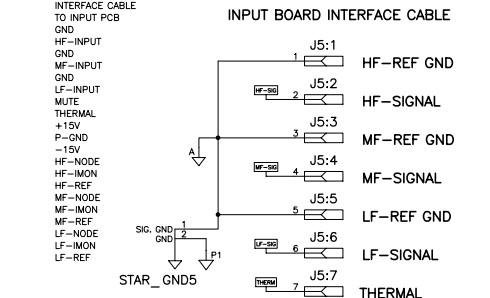 INTERFACE CABLE
TO INPUT PCB
GND
HF-INPUT
GND
MF-INPUT
GND
LF-INPUT
MUTE
THERMAL
+15V
P-GND
-15V
HF-NODE
HF-IMON
HF-REF
MF-NODE
MF-IMON
MF-REF
LF-NODE
LF-IMON
LF-REF
INPUT BOARD INTERFACE CABLE
J5:1
1
HF-REF GND
J5:2
HF-SIG
2
HF-SIGNAL
J5:3
3
MF-REF GND
A
J5:4
MF-SIG
4
MF-SIGNAL
J5:5
5
LF-REF GND
SIG. GND 1
GND 2
J5:6
LF-SIG
6
LF-SIGNAL
P1
STAR_GND5
J5:7
THERM
7
THERMAL